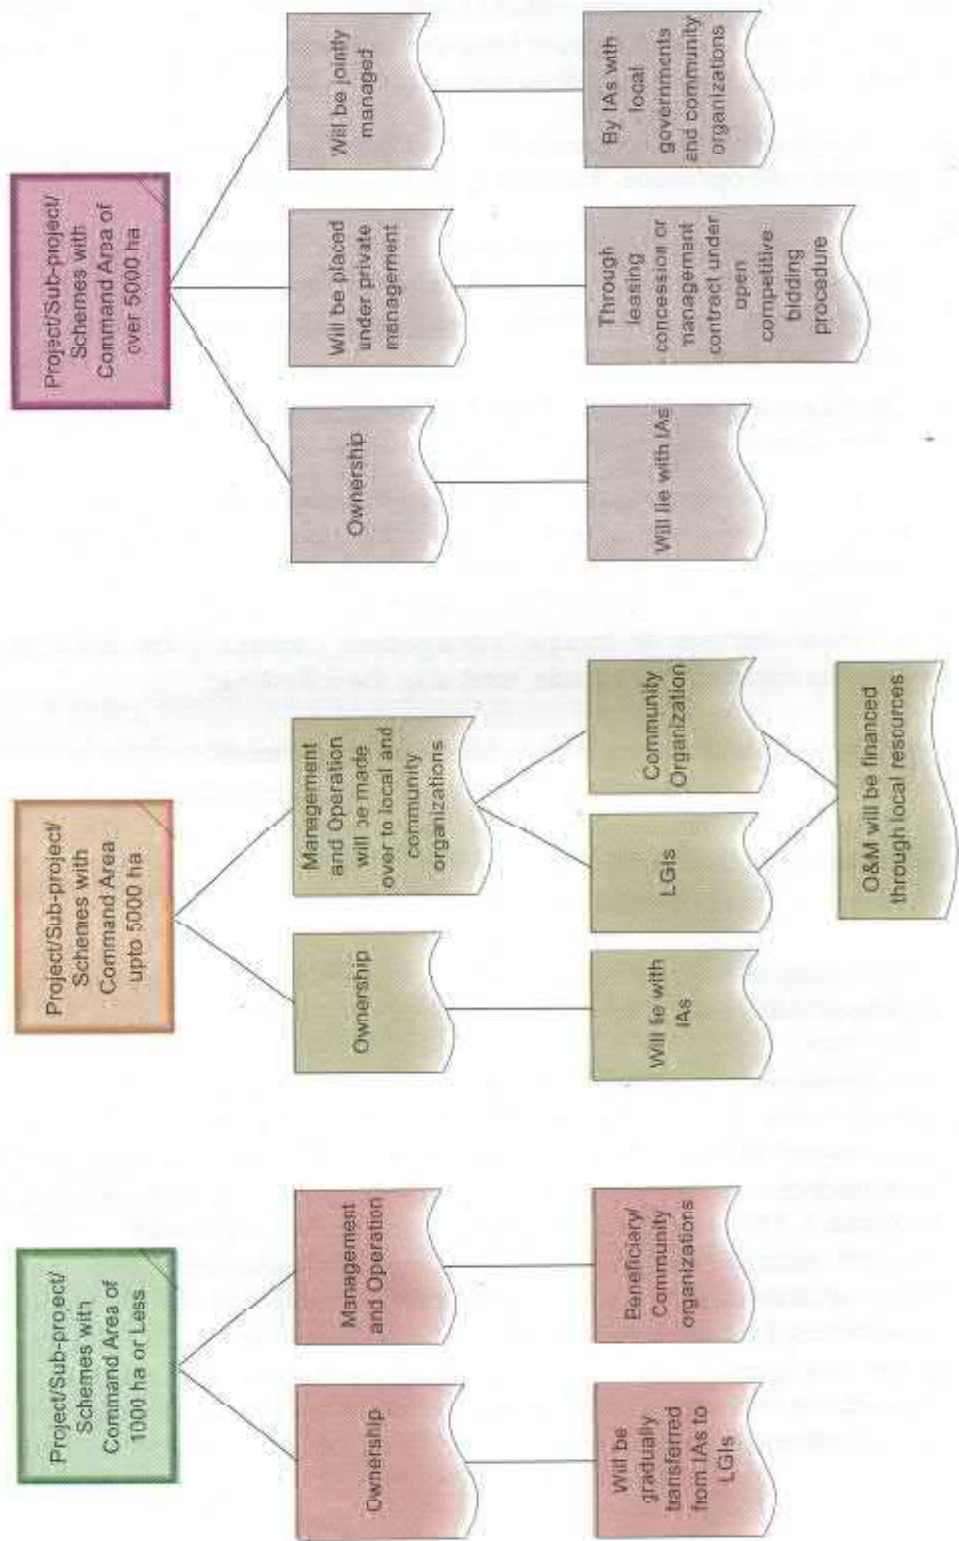 Project/Sub-project/
Schemes with
Command Area of
1000 ha or Less
Ownership
Will be
gradually
transferred
from IAs to
LGIs
Management
and Operation
Beneficiary/
Community
organizations
Project/Sub-project/
Schemes with
Command Area
upto 5000 ha
Ownership
Will lie with
IAs
Management
and Operation
will be made
over to local and
community
organizations
LGIs
Community
Organization
O&M will be financed
through local resources
Project/Sub-project/
Schemes with
Command Area of
over 5000 ha
Ownership
Will lie with IAs
Will be placed
under private
management
Through
leasing
concession or
management
contract under
open
competitive
bidding
procedure
Will be jointly
managed
By IAs with
local
governments
and community
organizations